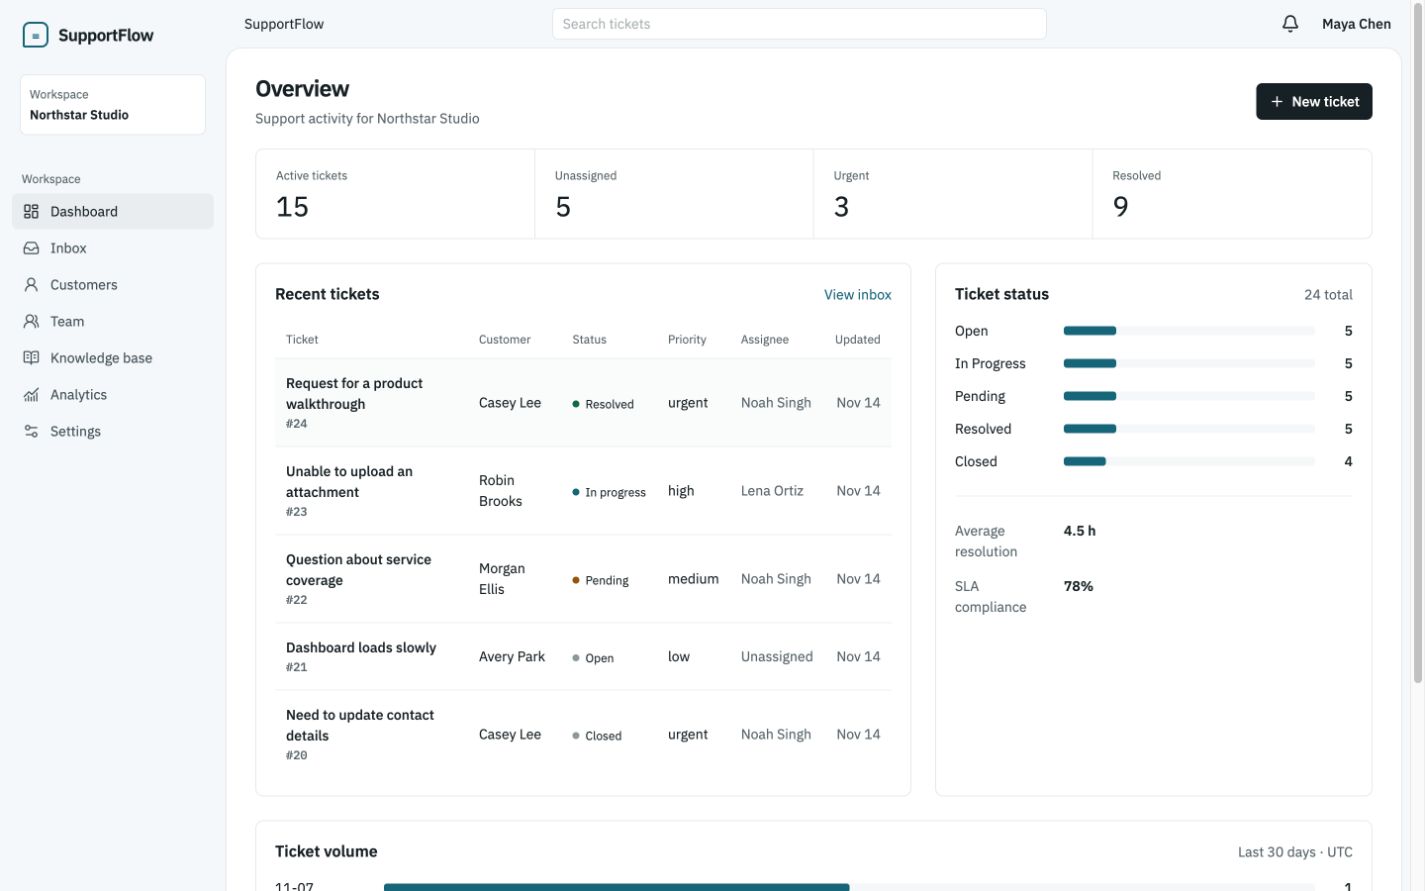 SupportFlow
Workspace
Northstar Studio
Workspace
Dashboard
Inbox
Customers
Team
Knowledge base
Analytics
Settings
SupportFlow
Search tickets
Maya Chen
Overview
Support activity for Northstar Studio
+ New ticket
Active tickets
15
Unassigned
5
Urgent
3
Resolved
9
Recent tickets
View inbox
Ticket Customer Status Priority Assignee Updated
Request for a product
walkthrough
#24
Casey Lee
Resolved
urgent
Noah Singh
Nov 14
Unable to upload an
attachment
#23
Robin
Brooks
In progress
high
Lena Ortiz
Nov 14
Question about service
coverage
#22
Morgan
Ellis
Pending
medium
Noah Singh
Nov 14
Dashboard loads slowly
#21
Avery Park
Open
low
Unassigned
Nov 14
Need to update contact
details
#20
Casey Lee
Closed
urgent
Noah Singh
Nov 14
Ticket status
24 total
Open 5
In Progress 5
Pending 5
Resolved 5
Closed 4
Average
resolution
4.5 h
SLA
compliance
78%
Ticket volume
Last 30 days · UTC
11-07 1